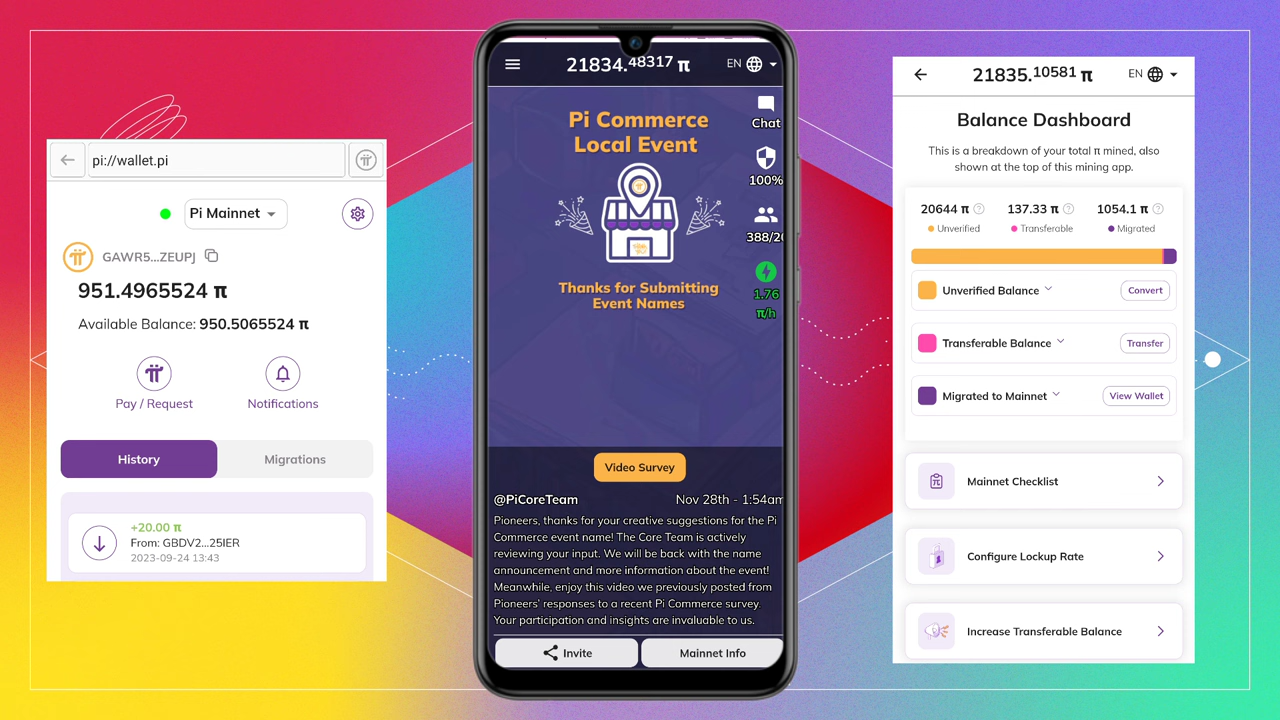 pi://wallet.pi
Pi Mainnet
GAWR5...ZEUPJ
951.4965524 π
Available Balance: 950.5065524 π
Pay / Request
Notifications
History
Migrations
+20.00 π
From: GBDV2...25IER
2023-09-24 13:43
21834.48317 π
EN
Pi Commerce
Local Event
Chat
100%
388/20
1.76
π/h
Thanks for Submitting
Event Names
Video Survey
@PiCoreTeam
Nov 28th - 1:54am
Pioneers, thanks for your creative suggestions for the Pi
Commerce event name! The Core Team is actively
reviewing your input. We will be back with the name
announcement and more information about the event!
Meanwhile, enjoy this video we previously posted from
Pioneers' responses to a recent Pi Commerce survey.
Your participation and insights are invaluable to us.
Invite
Mainnet Info
21835.10581 π
EN
Balance Dashboard
This is a breakdown of your total π mined, also
shown at the top of this mining app.
20644 π
137.33 π
1054.1 π
Unverified
Transferable
Migrated
Unverified Balance
Convert
Transferable Balance
Transfer
Migrated to Mainnet
View Wallet
Mainnet Checklist
Configure Lockup Rate
Increase Transferable Balance